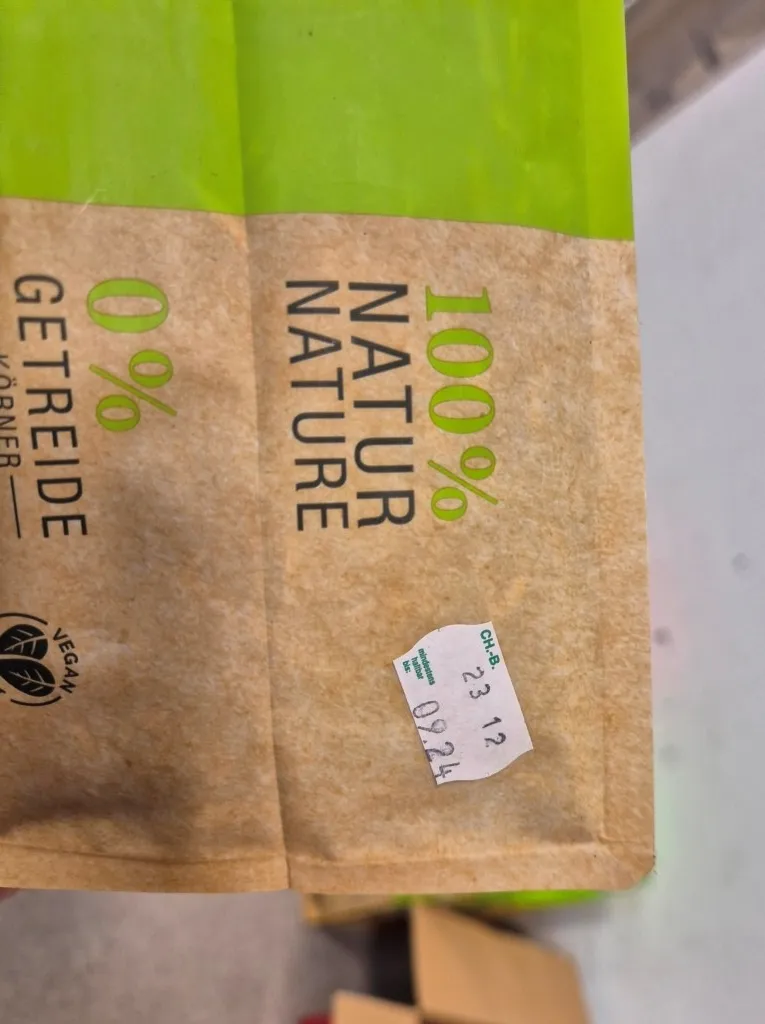 100%
NATUR
NATURE
0%
GETREIDE
KÖRNER
VEGAN
CH.-B.
23 12
mindestens
haltbar
bis:
09.24